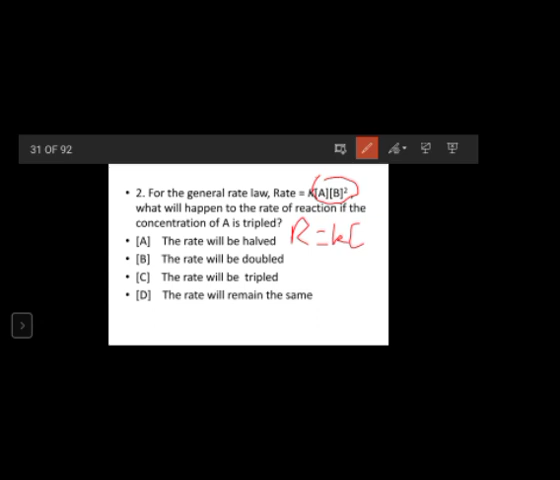 31 OF 92
• 2. For the general rate law, Rate = K[A][B]²,
what will happen to the rate of reaction if the
concentration of A is tripled?
R = k[
• [A] The rate will be halved
• [B] The rate will be doubled
• [C] The rate will be tripled
• [D] The rate will remain the same